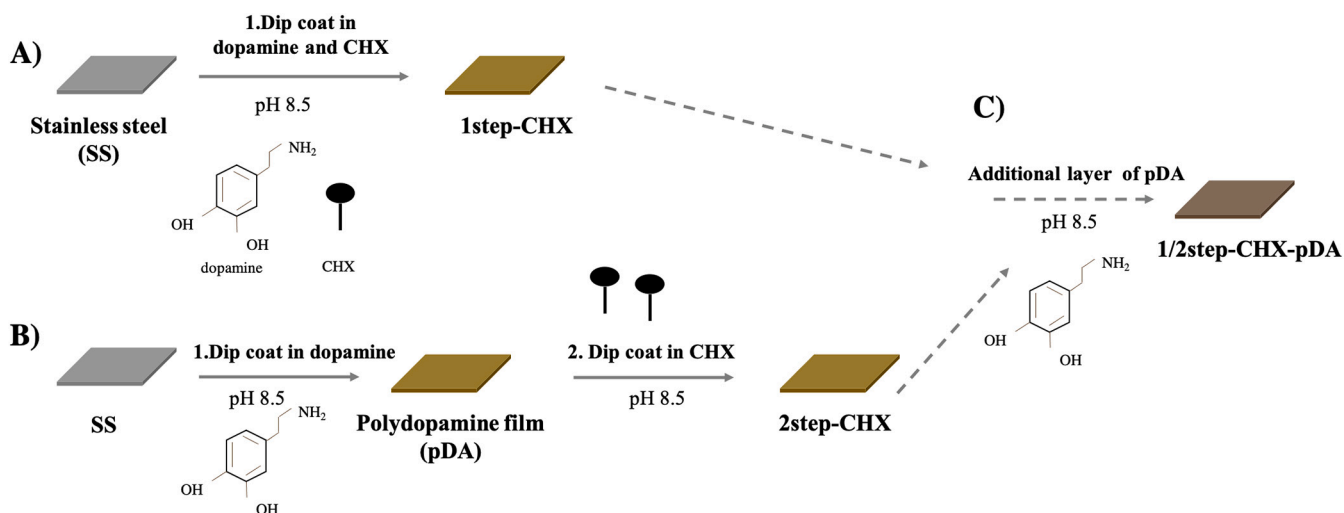 A)
1.Dip coat in
dopamine and CHX
pH 8.5
Stainless steel
(SS)
1step-CHX
NH2
OH
OH
dopamine
CHX
B)
SS
1.Dip coat in dopamine
pH 8.5
NH2
OH
OH
Polydopamine film
(pDA)
2. Dip coat in CHX
pH 8.5
2step-CHX
C)
Additional layer of pDA
pH 8.5
NH2
OH
OH
1/2step-CHX-pDA